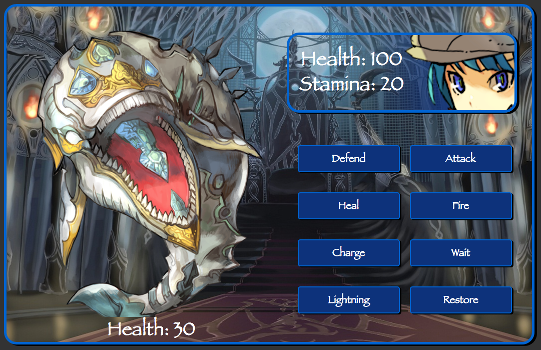 Health: 100
Stamina: 20
Defend
Attack
Heal
Fire
Charge
Wait
Lightning
Restore
Health: 30